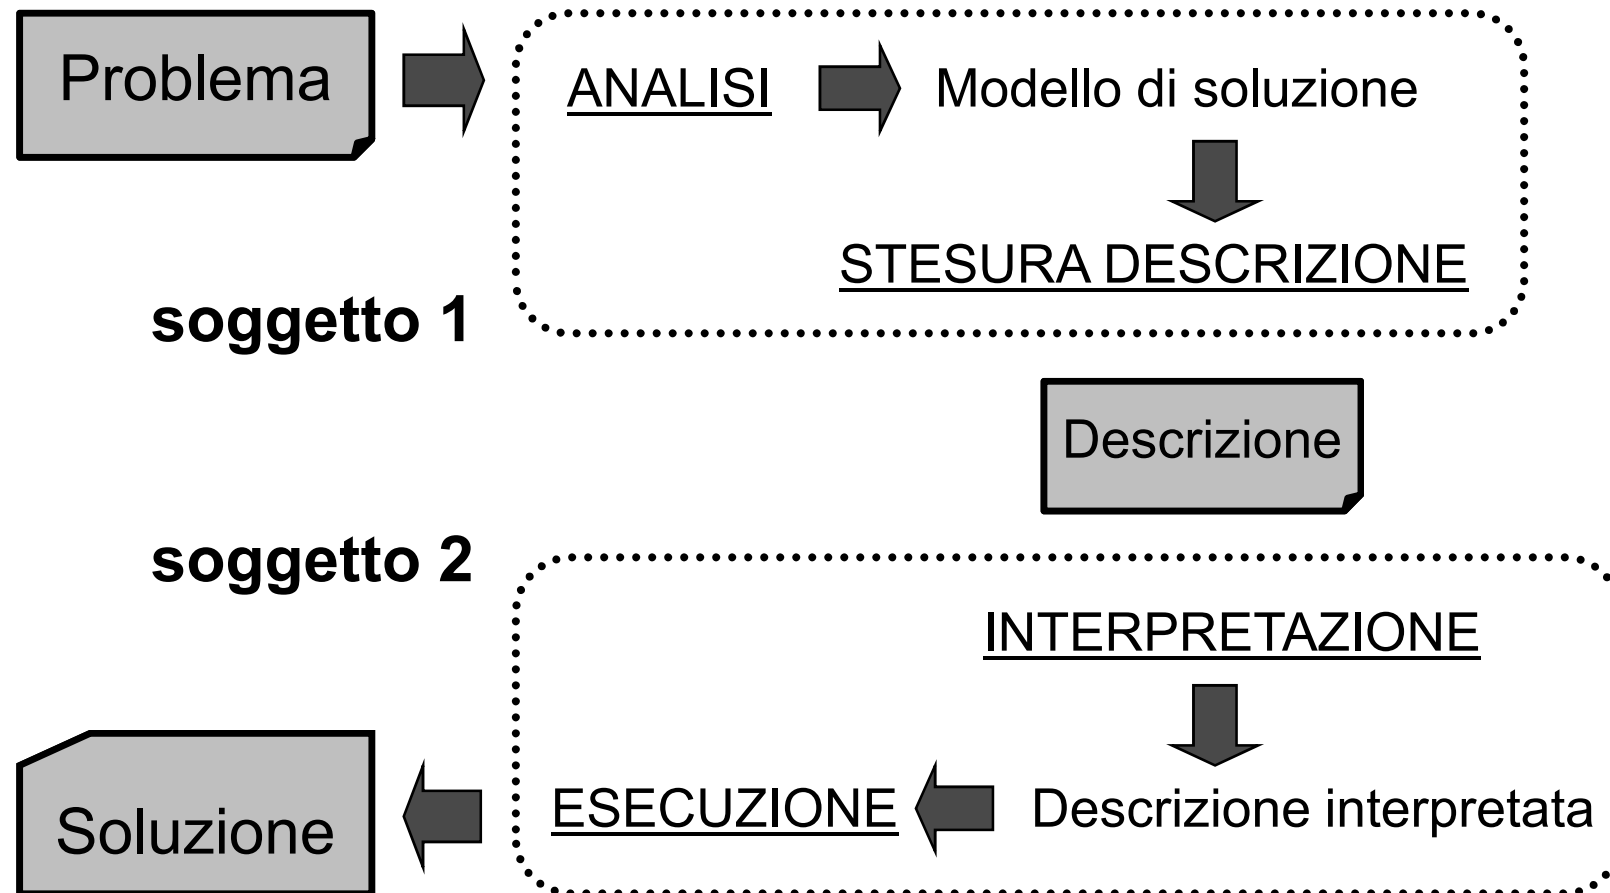 Problema
ANALISI
Modello di soluzione
STESURA DESCRIZIONE
soggetto 1
Descrizione
soggetto 2
INTERPRETAZIONE
Descrizione interpretata
ESECUZIONE
Soluzione